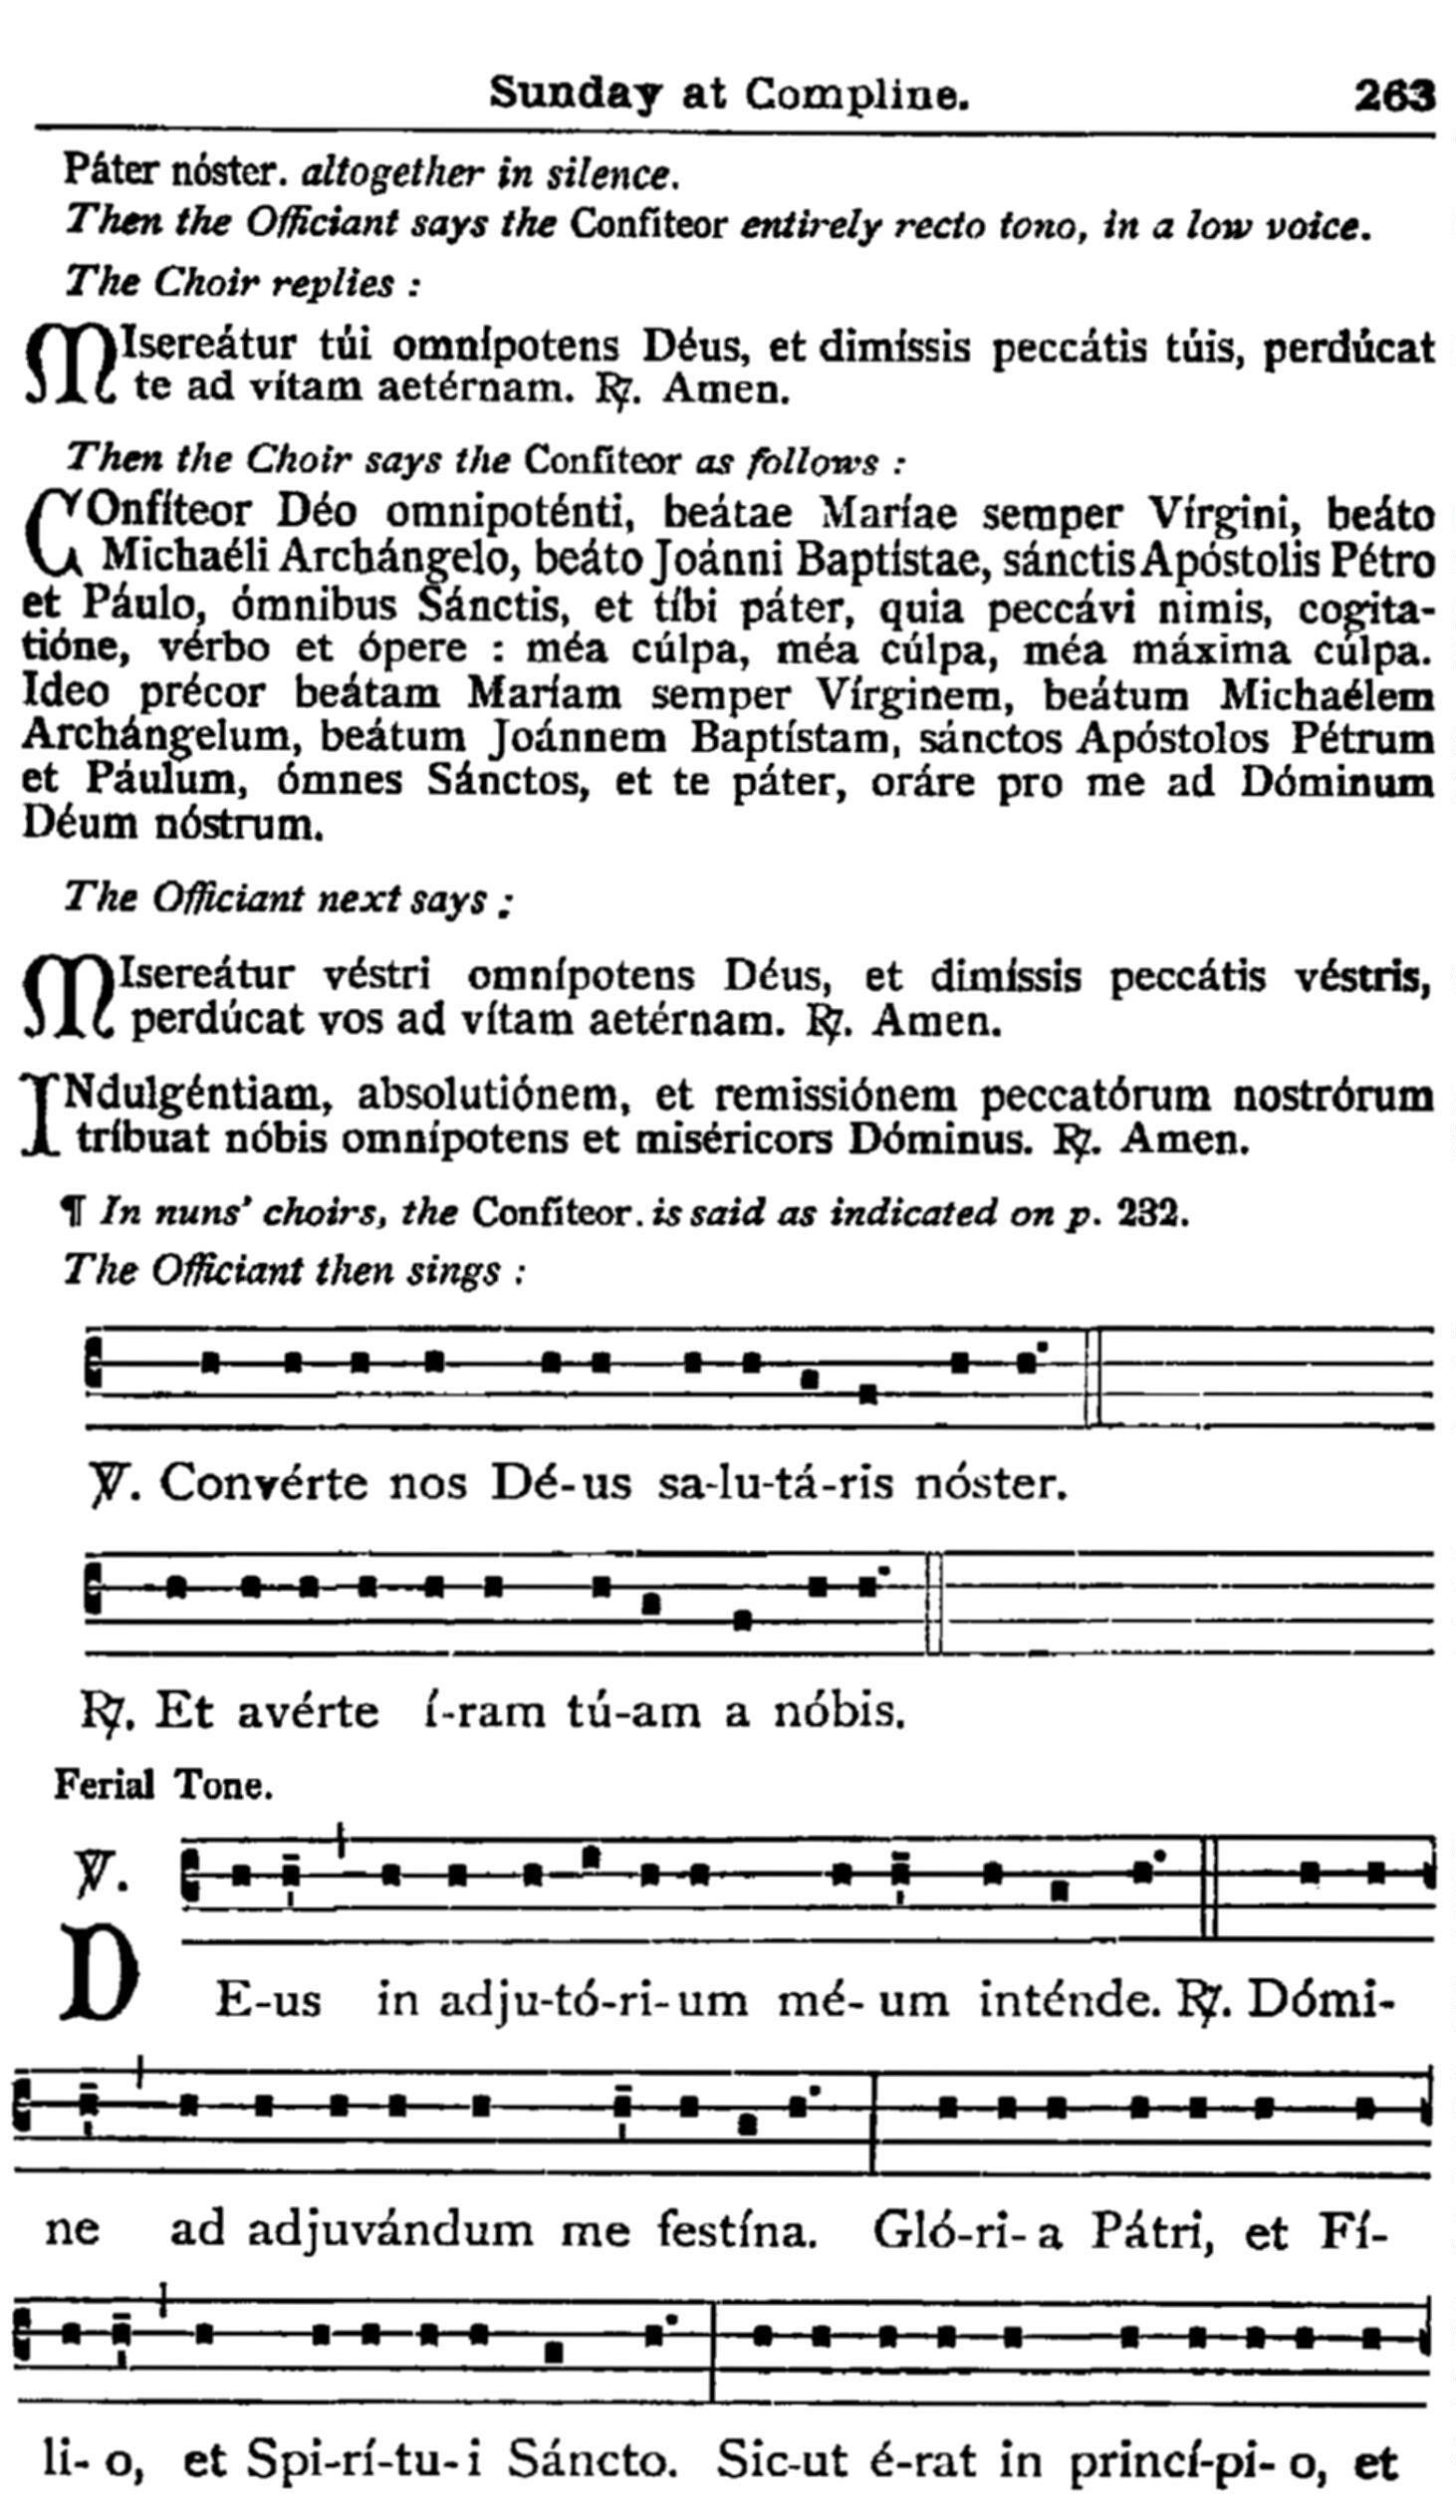 Sunday at Compline. 263
Páter nóster. altogether in silence.
Then the Officiant says the Confíteor entirely recto tono, in a low voice.
The Choir replies :
MIsereátur túi omnípotens Déus, et dimíssis peccátis túis, perdúcat
te ad vítam aetérnam. ℟. Amen.
Then the Choir says the Confíteor as follows :
COnfíteor Déo omnipoténti, beátae Maríae semper Vírgini, beáto
Michaéli Archángelo, beáto Joánni Baptístae, sánctis Apóstolis Pétro
et Páulo, ómnibus Sánctis, et tíbi páter, quia peccávi nimis, cogita-
tióne, vérbo et ópere : méa cúlpa, méa cúlpa, méa máxima cúlpa.
Ideo précor beátam Maríam semper Vírginem, beátum Michaélem
Archángelum, beátum Joánnem Baptístam, sánctos Apóstolos Pétrum
et Páulum, ómnes Sánctos, et te páter, oráre pro me ad Dóminum
Déum nóstrum.
The Officiant next says :
MIsereátur véstri omnípotens Déus, et dimíssis peccátis véstris,
perdúcat vos ad vítam aetérnam. ℟. Amen.
INdulgéntiam, absolutiónem, et remissiónem peccatórum nostrórum
tríbuat nóbis omnípotens et miséricors Dóminus. ℟. Amen.
¶ In nuns' choirs, the Confíteor. is said as indicated on p. 232.
The Officiant then sings :
℣. Convérte nos Dé-us sa-lu-tá-ris nóster.
℟. Et avérte í-ram tú-am a nóbis.
Ferial Tone.
℣.
DE-us in adju-tó-ri-um mé-um inténde. ℟. Dómi-
ne ad adjuvándum me festína. Gló-ri-a Pátri, et Fí-
li-o, et Spi-rí-tu-i Sáncto. Sic-ut é-rat in princí-pi-o, et